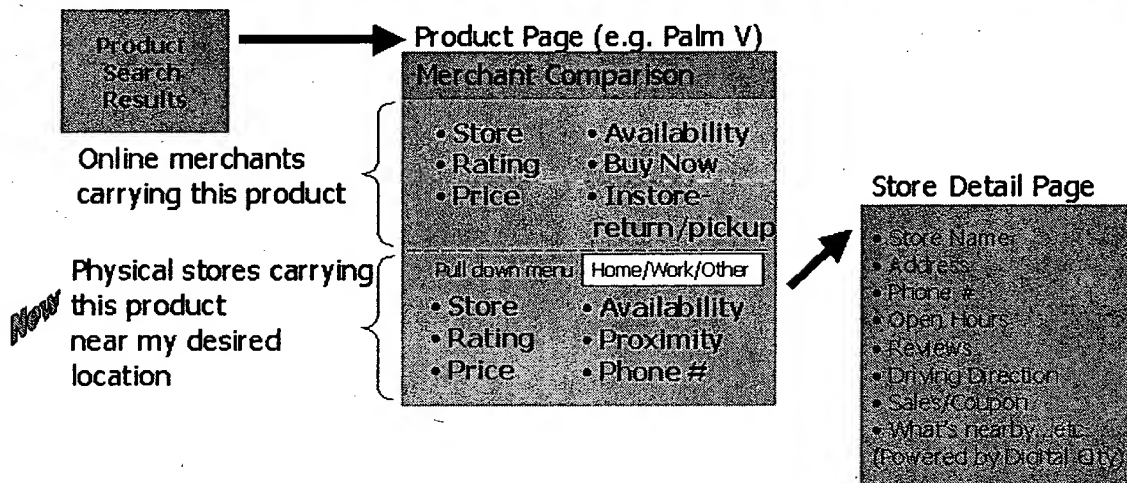 Product
Search
Results
Product Page (e.g. Palm V)
Merchant Comparison
• Store
• Rating
• Price
• Availability
• Buy Now
• Instore-
return/pickup
Online merchants
carrying this product
Pull down menu
Home/Work/Other
• Store
• Rating
• Price
• Availability
• Proximity
• Phone #
New
Physical stores carrying
this product
near my desired
location
Store Detail Page
• Store Name
• Address
• Phone #
• Open Hours
• Reviews
• Driving Direction
• Sales/Coupon
• What's nearby...etc
(Powered by Digital City)